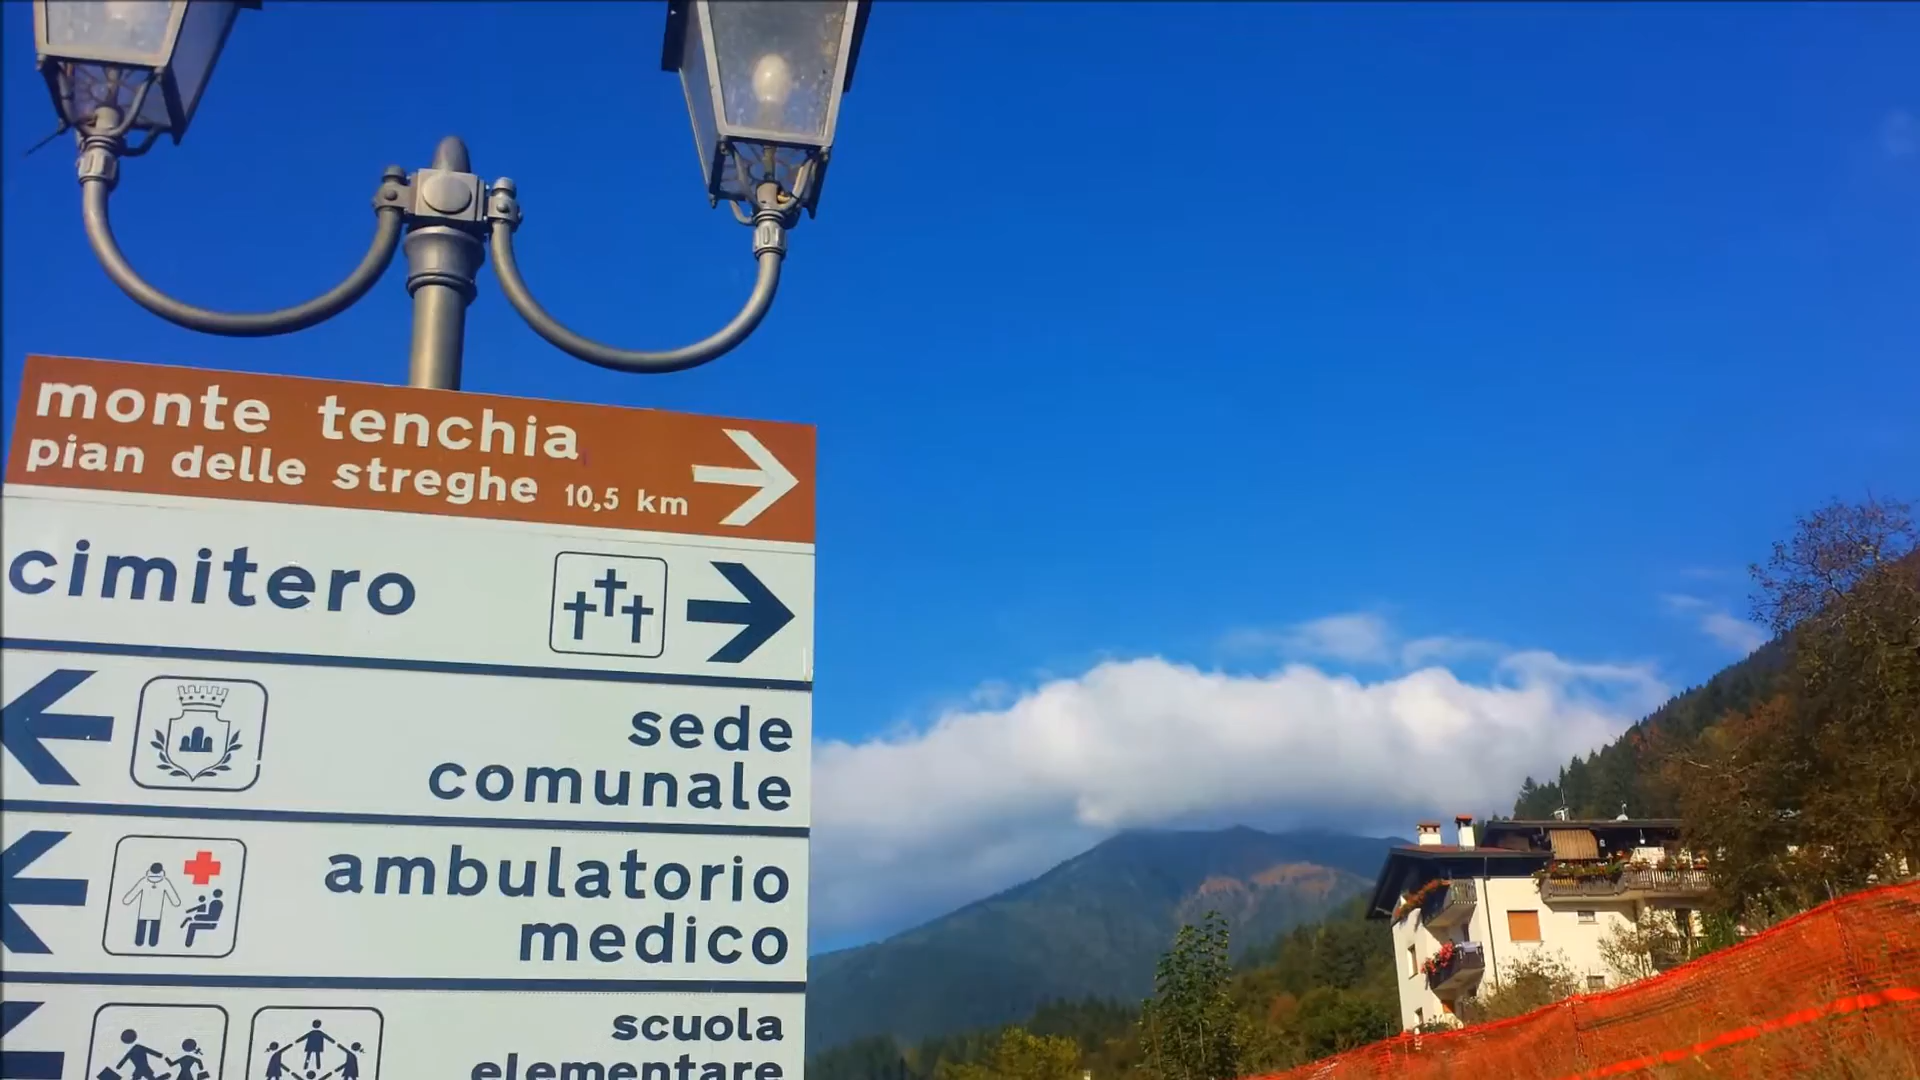 monte tenchia
pian delle streghe 10,5 km
cimitero
sede
comunale
ambulatorio
medico
scuola
elementare